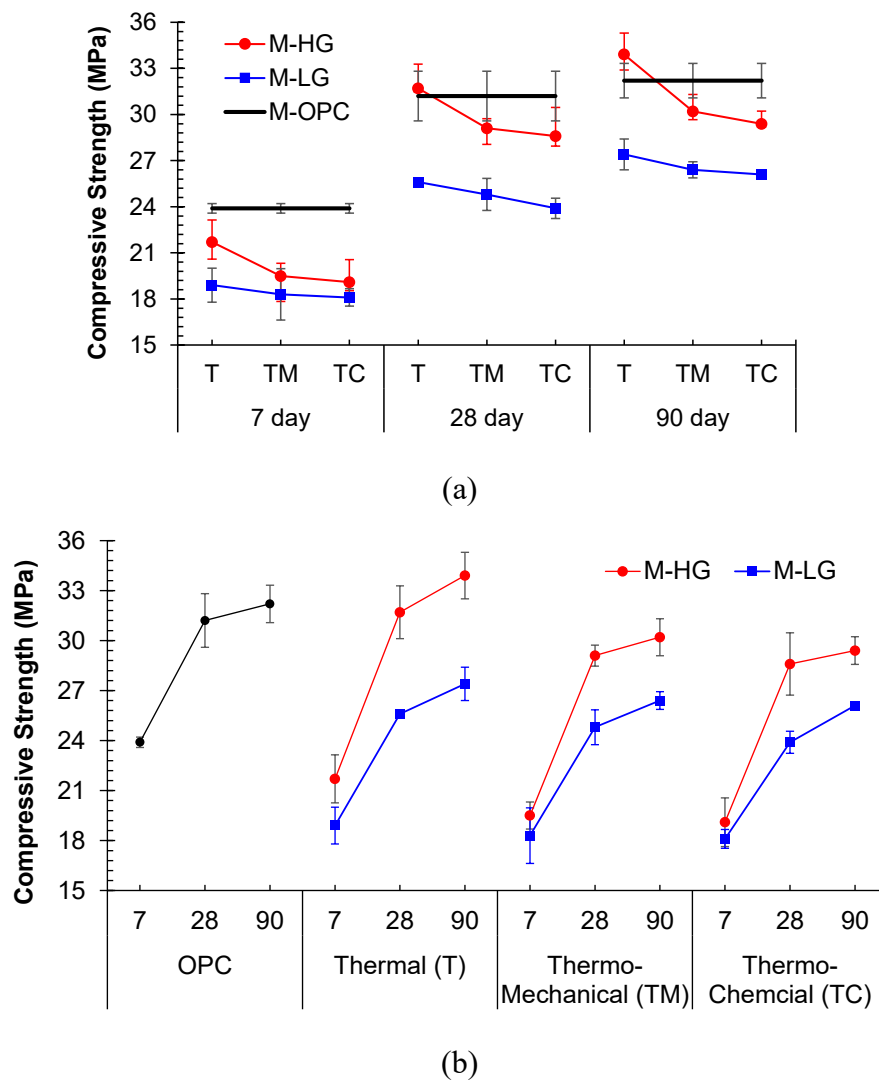 Compressive Strength (MPa)
36
33
30
27
24
21
18
15
M-HG
M-LG
M-OPC
T TM TC T TM TC T TM TC
7 day 28 day 90 day
(a)
Compressive Strength (MPa)
36
33
30
27
24
21
18
15
M-HG M-LG
7 28 90 7 28 90 7 28 90 7 28 90
OPC Thermal (T) Thermo- Thermo-
Mechanical (TM) Chemcial (TC)
(b)